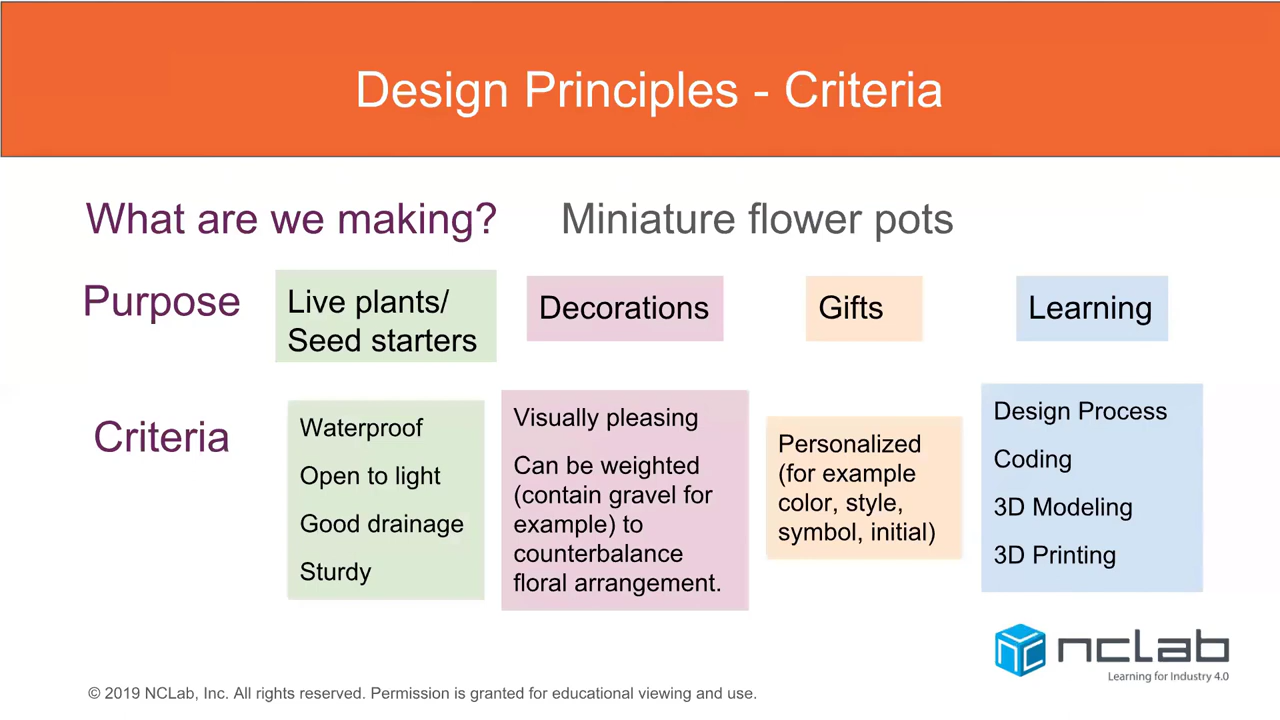 Design Principles - Criteria
What are we making?
Miniature flower pots
Purpose
Live plants/
Seed starters
Decorations
Gifts
Learning
Criteria
Waterproof
Open to light
Good drainage
Sturdy
Visually pleasing
Can be weighted
(contain gravel for
example) to
counterbalance
floral arrangement.
Personalized
(for example
color, style,
symbol, initial)
Design Process
Coding
3D Modeling
3D Printing
nclab
Learning for Industry 4.0
© 2019 NCLab, Inc. All rights reserved. Permission is granted for educational viewing and use.